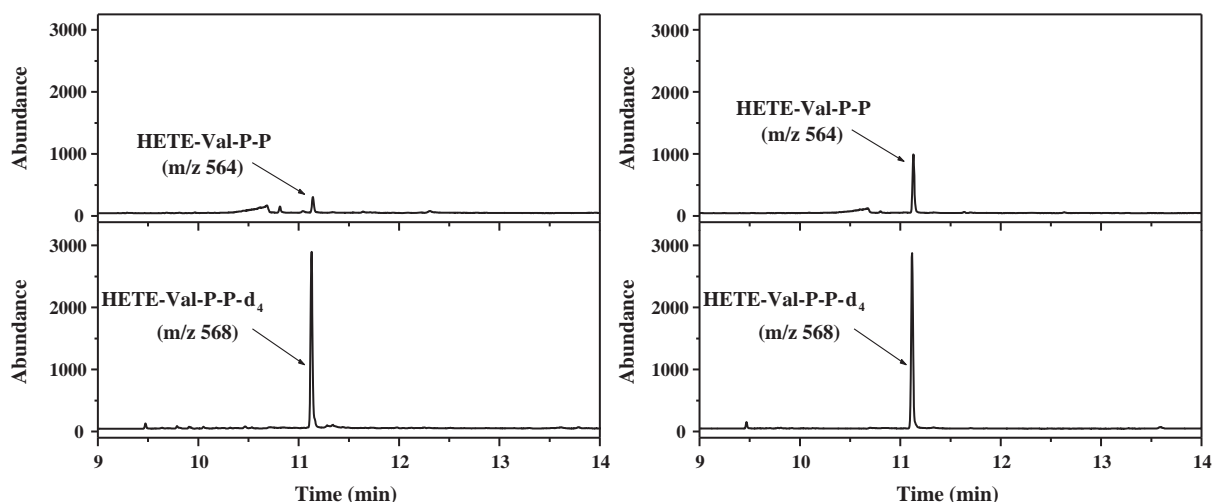 3000
2000
1000
0
Abundance
HETE-Val-P-P
(m/z 564)
3000
2000
1000
0
Abundance
HETE-Val-P-P-d₄
(m/z 568)
9 10 11 12 13 14
Time (min)
3000
2000
1000
0
Abundance
HETE-Val-P-P
(m/z 564)
3000
2000
1000
0
Abundance
HETE-Val-P-P-d₄
(m/z 568)
9 10 11 12 13 14
Time (min)